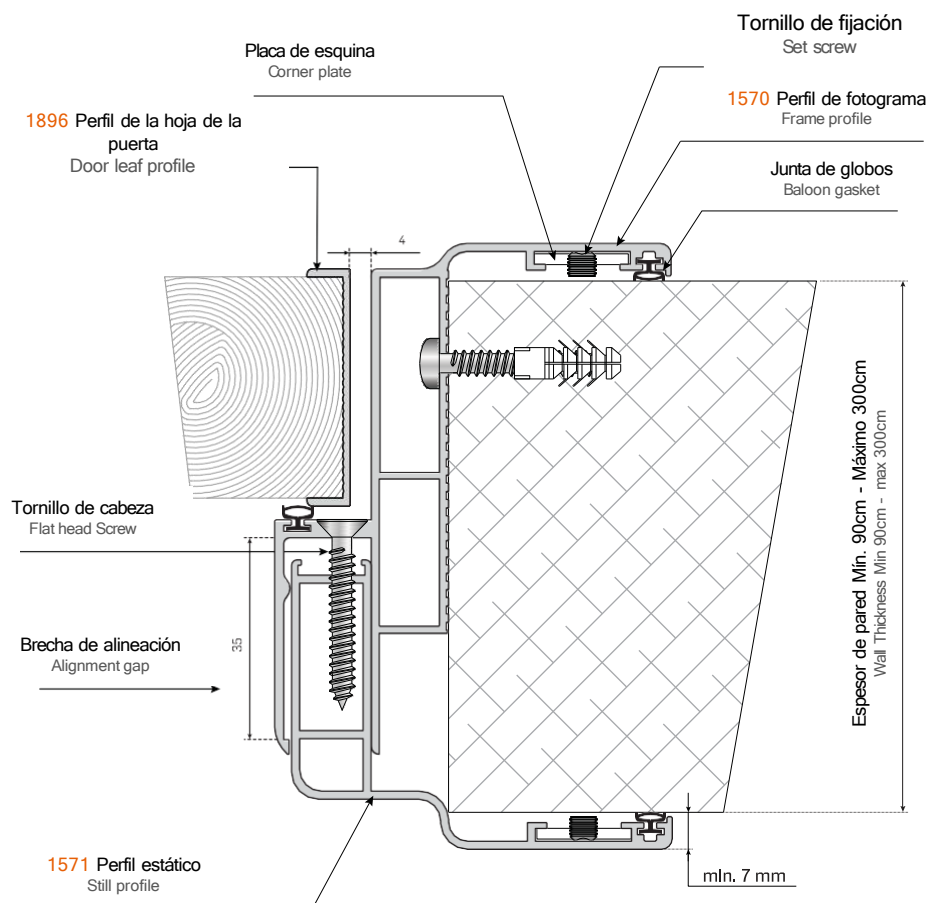 Tornillo de fijación
Set screw
Placa de esquina
Corner plate
1570 Perfil de fotograma
Frame profile
1896 Perfil de la hoja de la
puerta
Door leaf profile
Junta de globos
Baloon gasket
4
Tornillo de cabeza
Flat head Screw
Brecha de alineación
Alignment gap
35
Espesor de pared Min. 90cm - Máximo 300cm
Wall Thickness Min 90cm - max 300cm
1571 Perfil estático
Still profile
mIn. 7 mm